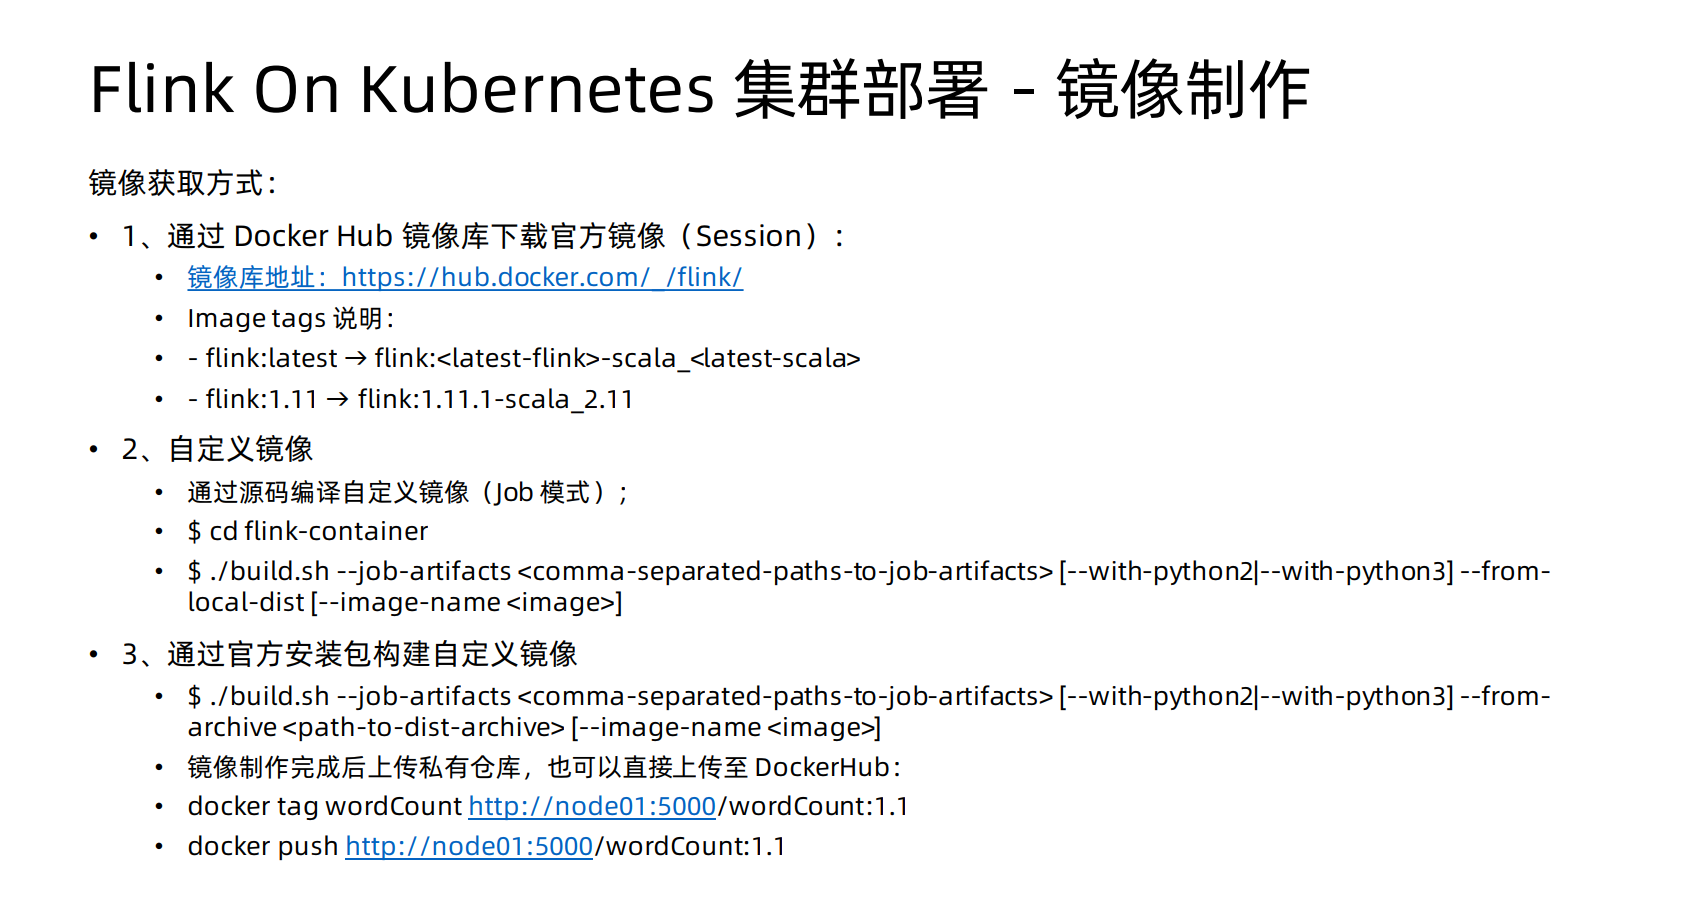 Flink On Kubernetes 集群部署 - 镜像制作
镜像获取方式：
• 1、通过 Docker Hub 镜像库下载官方镜像（Session）：
• 镜像库地址：https://hub.docker.com/_/flink/
• Image tags 说明：
• - flink:latest → flink:<latest-flink>-scala_<latest-scala>
• - flink:1.11 → flink:1.11.1-scala_2.11
• 2、自定义镜像
• 通过源码编译自定义镜像（Job 模式）；
• $ cd flink-container
• $ ./build.sh --job-artifacts <comma-separated-paths-to-job-artifacts> [--with-python2|--with-python3] --from-
local-dist [--image-name <image>]
• 3、通过官方安装包构建自定义镜像
• $ ./build.sh --job-artifacts <comma-separated-paths-to-job-artifacts> [--with-python2|--with-python3] --from-
archive <path-to-dist-archive> [--image-name <image>]
• 镜像制作完成后上传私有仓库，也可以直接上传至 DockerHub：
• docker tag wordCount http://node01:5000/wordCount:1.1
• docker push http://node01:5000/wordCount:1.1